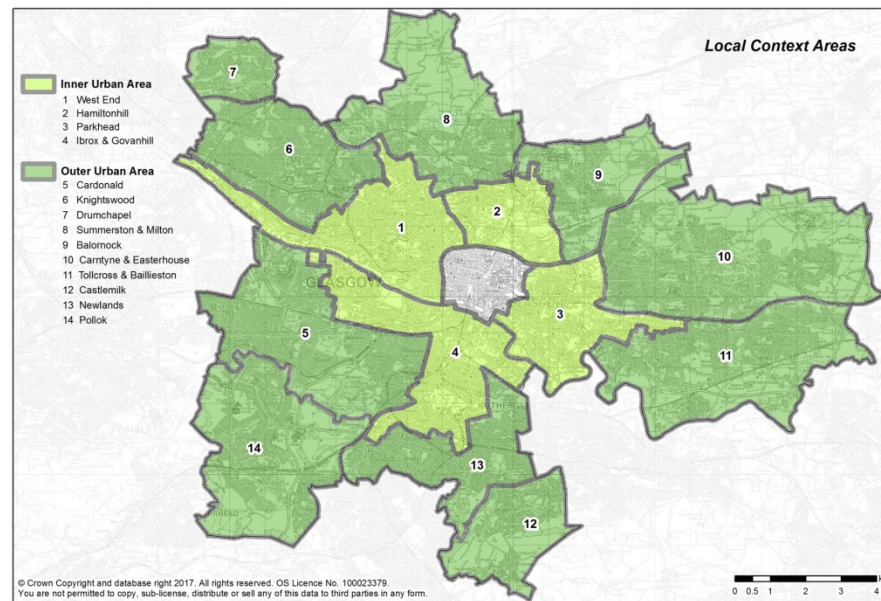 Local Context Areas
Inner Urban Area
1 West End
2 Hamiltonhill
3 Parkhead
4 Ibrox & Govanhill
Outer Urban Area
5 Cardonald
6 Knightswood
7 Drumchapel
8 Summerston & Milton
9 Balornock
10 Carntyne & Easterhouse
11 Tollcross & Baillieston
12 Castlemilk
13 Newlands
14 Pollok
7
8
6
9
2
1
10
GLASGOW
3
5
4
11
PAISLEY
14
13
12
© Crown Copyright and database right 2017. All rights reserved. OS Licence No. 100023379.
You are not permitted to copy, sub-license, distribute or sell any of this data to third parties in any form.
0 0.5 1 2 3 4